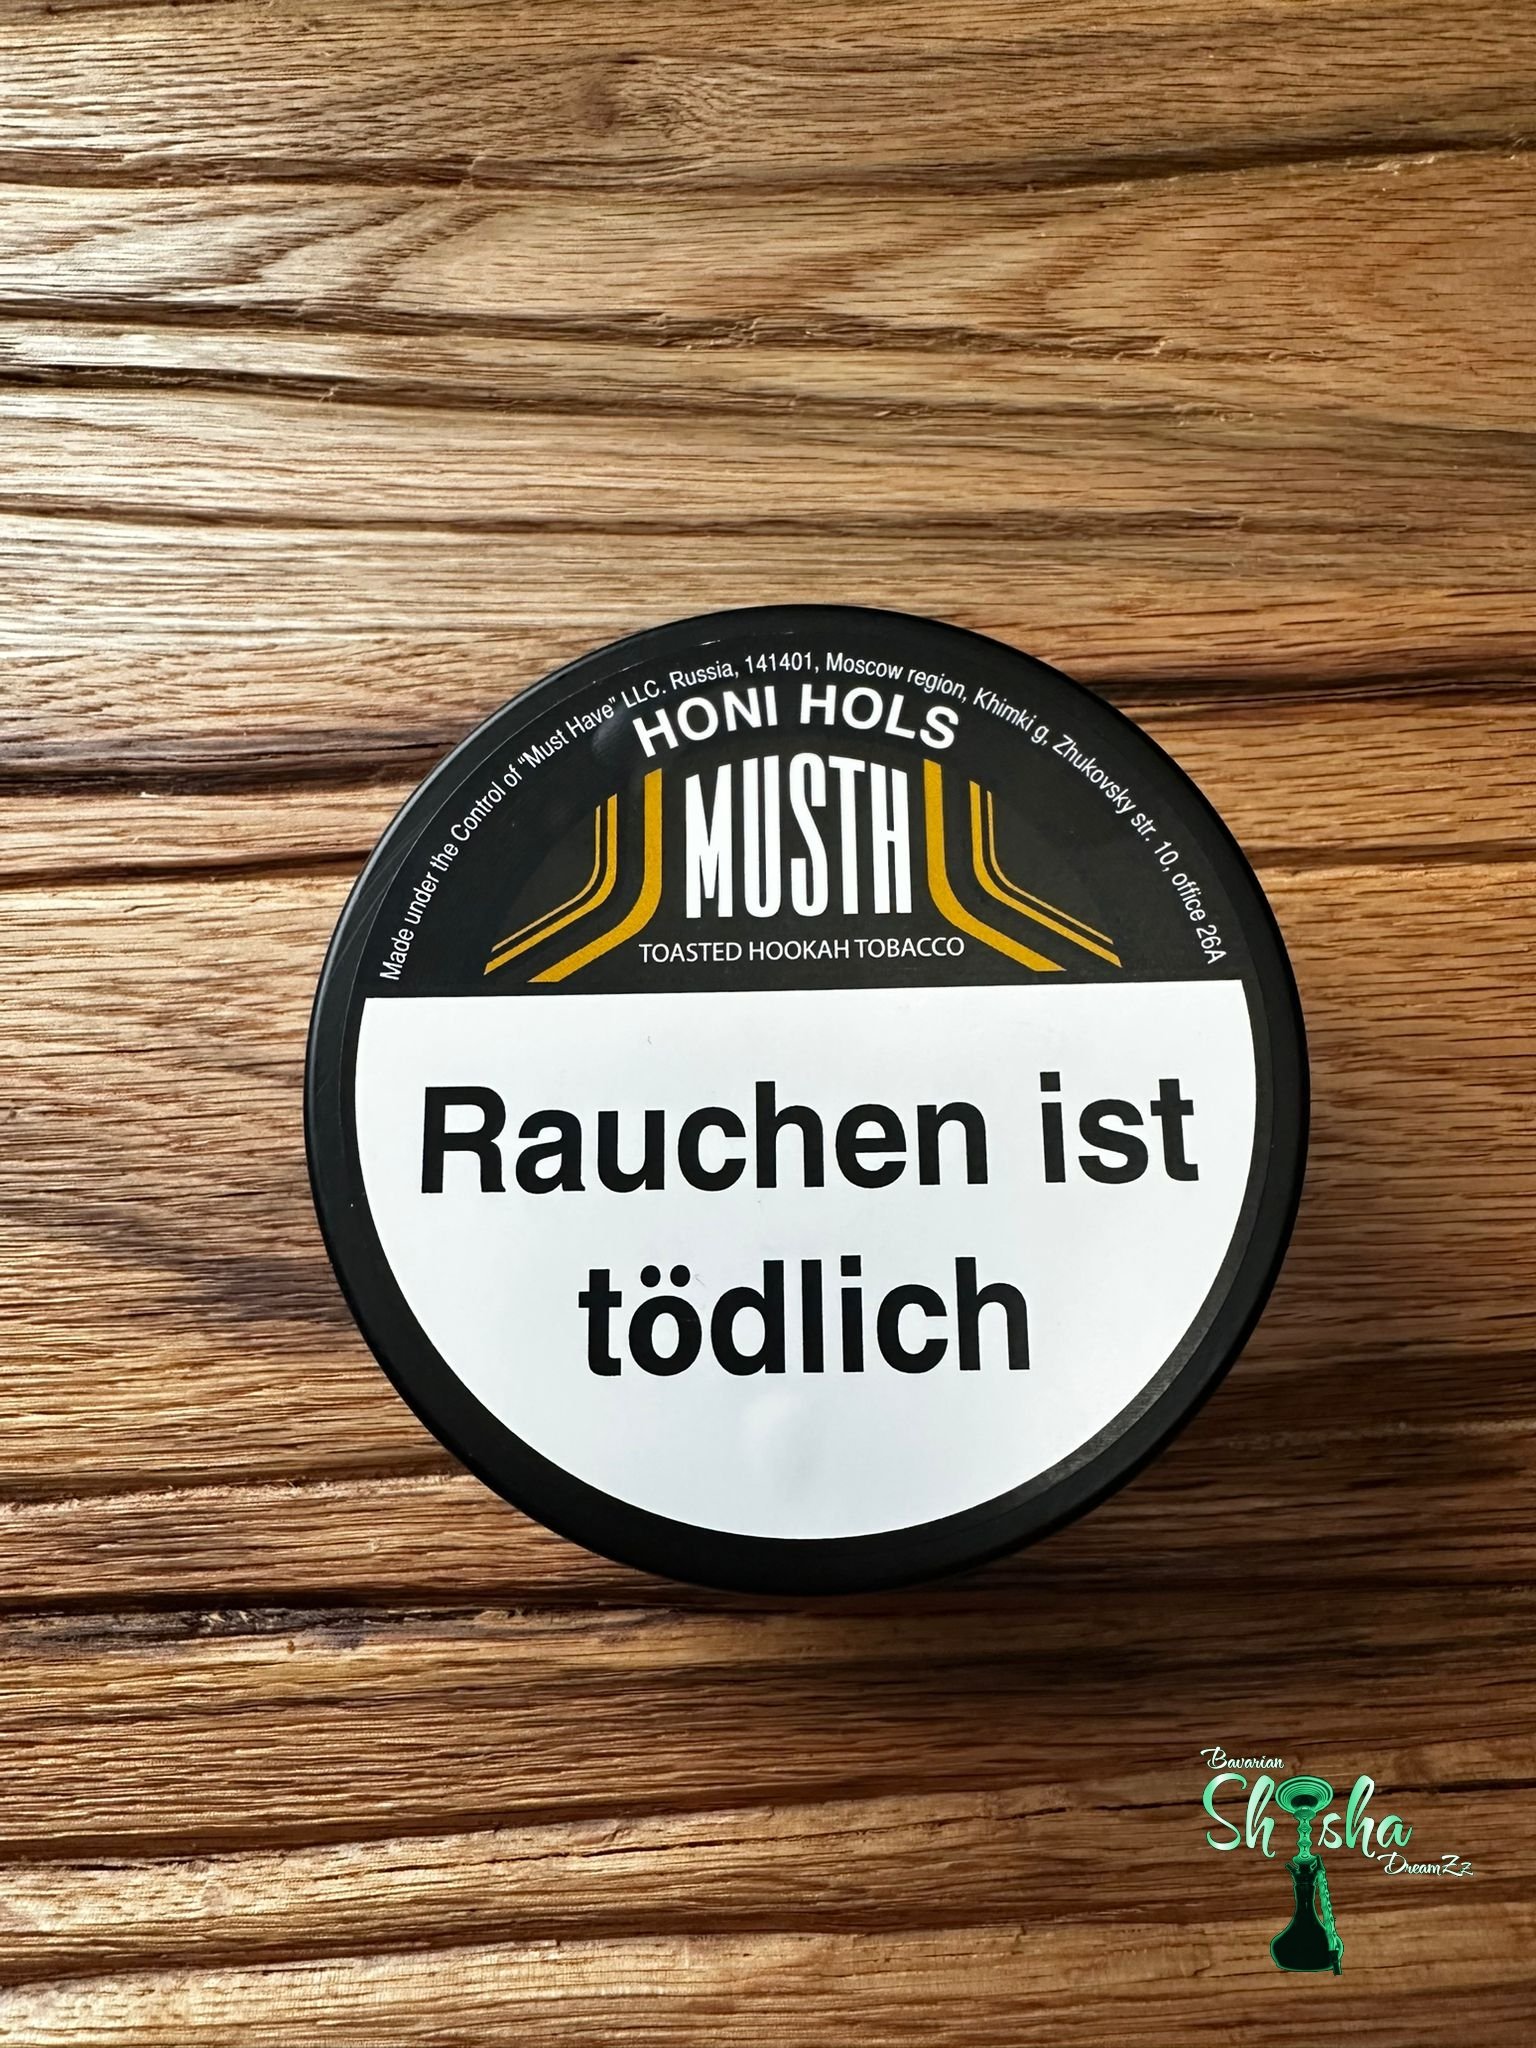 Made under the Control of “Must Have” LLC. Russia, 141401, Moscow region, Khimki g, Zhukovsky str. 10, office 26A
HONI HOLS
MUSTH
TOASTED HOOKAH TOBACCO
Rauchen ist
tödlich
Bavarian
Shisha
DreamZz